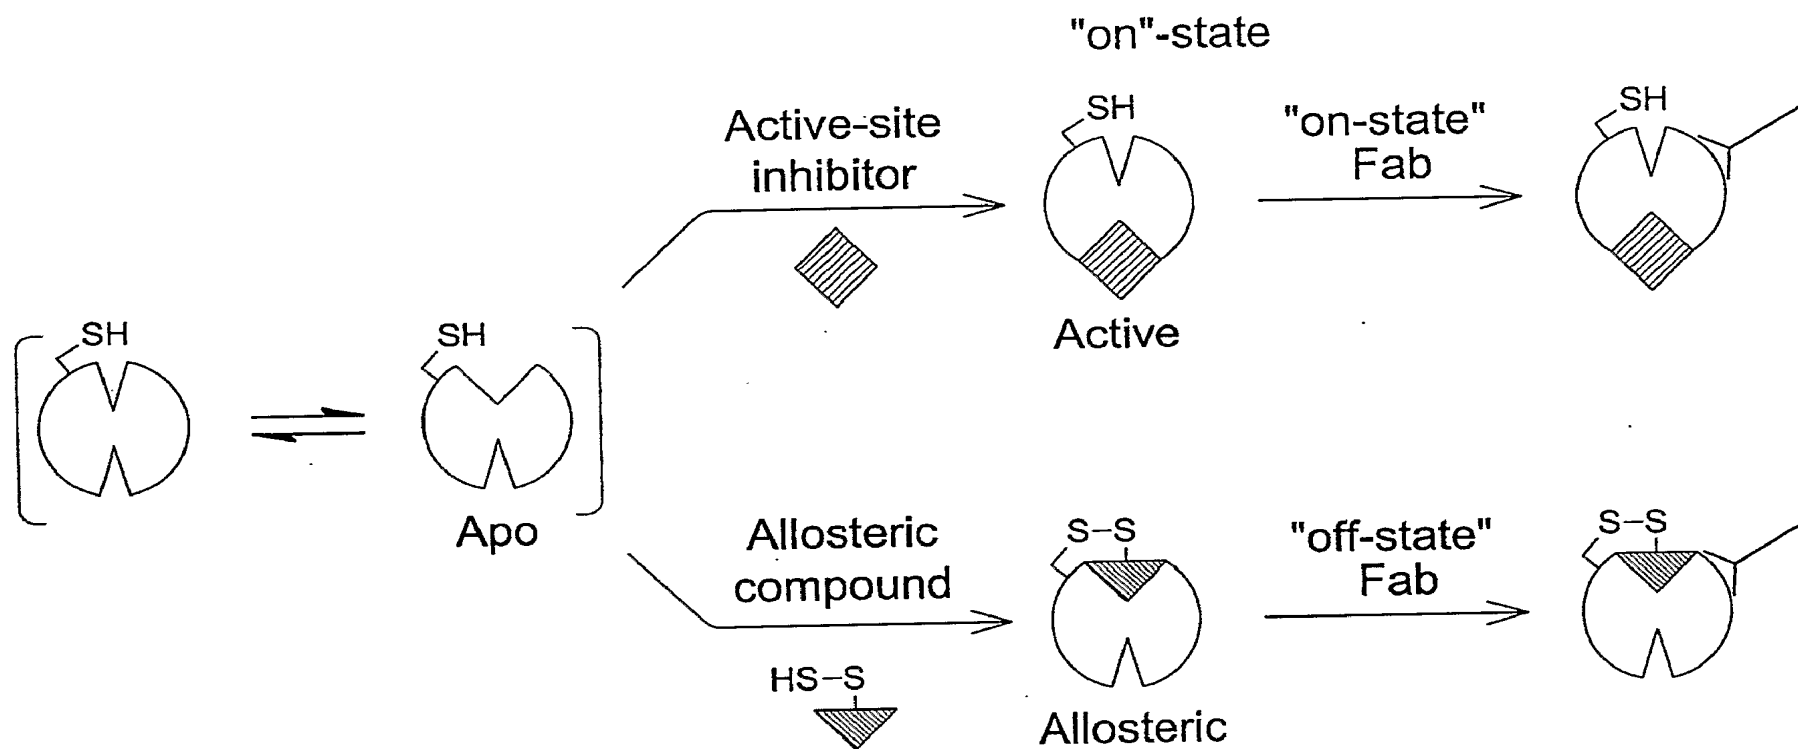 "on"-state
Active-site
inhibitor
SH
"on-state"
Fab
SH
Active
SH
SH
Apo
Allosteric
compound
HS-S
S-S
Allosteric
"off-state"
Fab
S-S